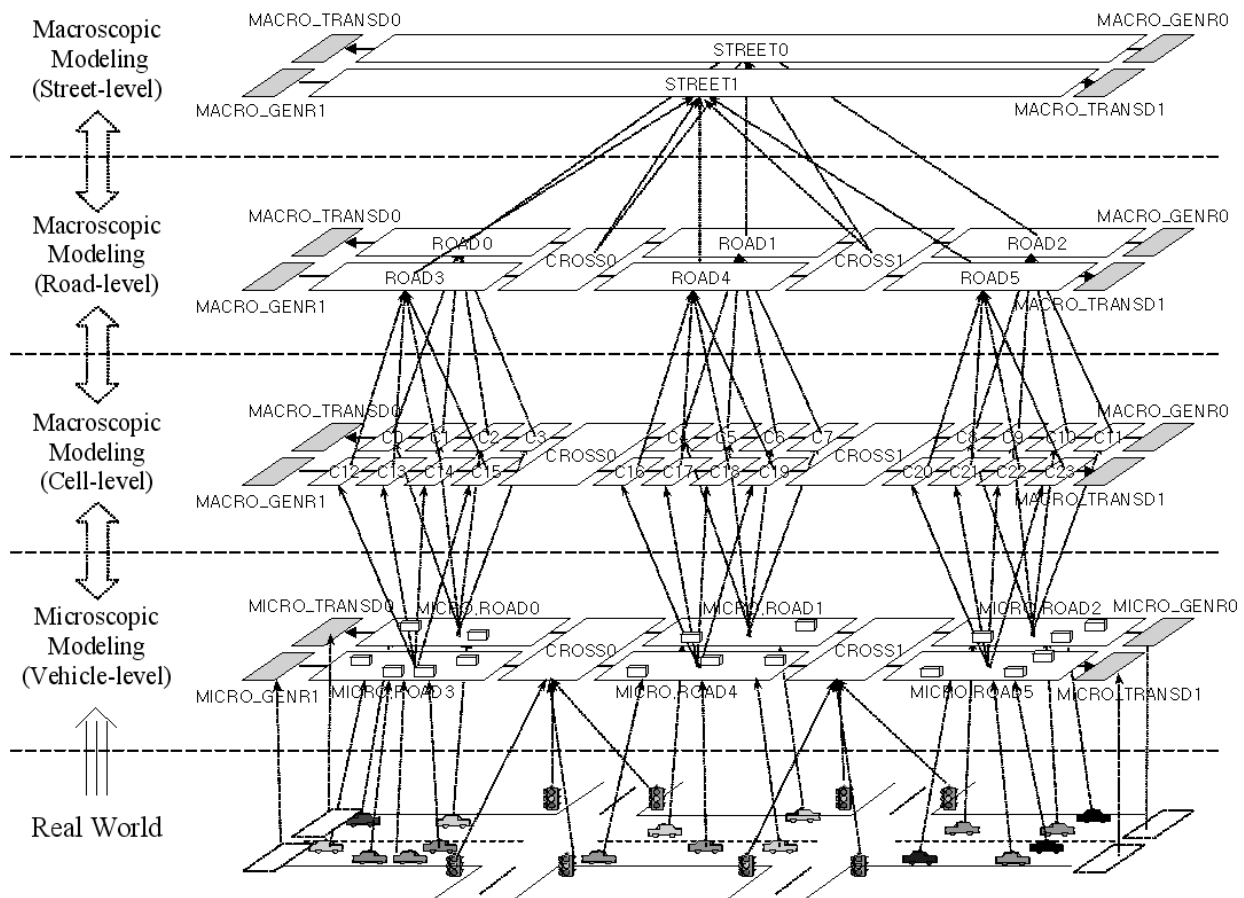 Macroscopic
Modeling
(Street-level)
MACRO_TRANSD0
MACRO_GENR0
STREET0
STREET1
MACRO_GENR1
MACRO_TRANSD1
Macroscopic
Modeling
(Road-level)
MACRO_TRANSD0
MACRO_GENR0
ROAD0
ROAD1
ROAD2
CROSS0
CROSS1
ROAD3
ROAD4
ROAD5
MACRO_GENR1
MACRO_TRANSD1
Macroscopic
Modeling
(Cell-level)
MACRO_TRANSD0
MACRO_GENR0
C0 C1 C2 C3
C4 C5 C6 C7
C8 C9 C10 C11
CROSS0
CROSS1
C12 C13 C14 C15
C16 C17 C18 C19
C20 C21 C22 C23
MACRO_GENR1
MACRO_TRANSD1
Microscopic
Modeling
(Vehicle-level)
MICRO_TRANSD0
MICRO_ROAD0
MICRO_ROAD1
MICRO_ROAD2
MICRO_GENR0
CROSS0
CROSS1
MICRO_GENR1
MICRO_ROAD3
MICRO_ROAD4
MICRO_ROAD5
MICRO_TRANSD1
Real World